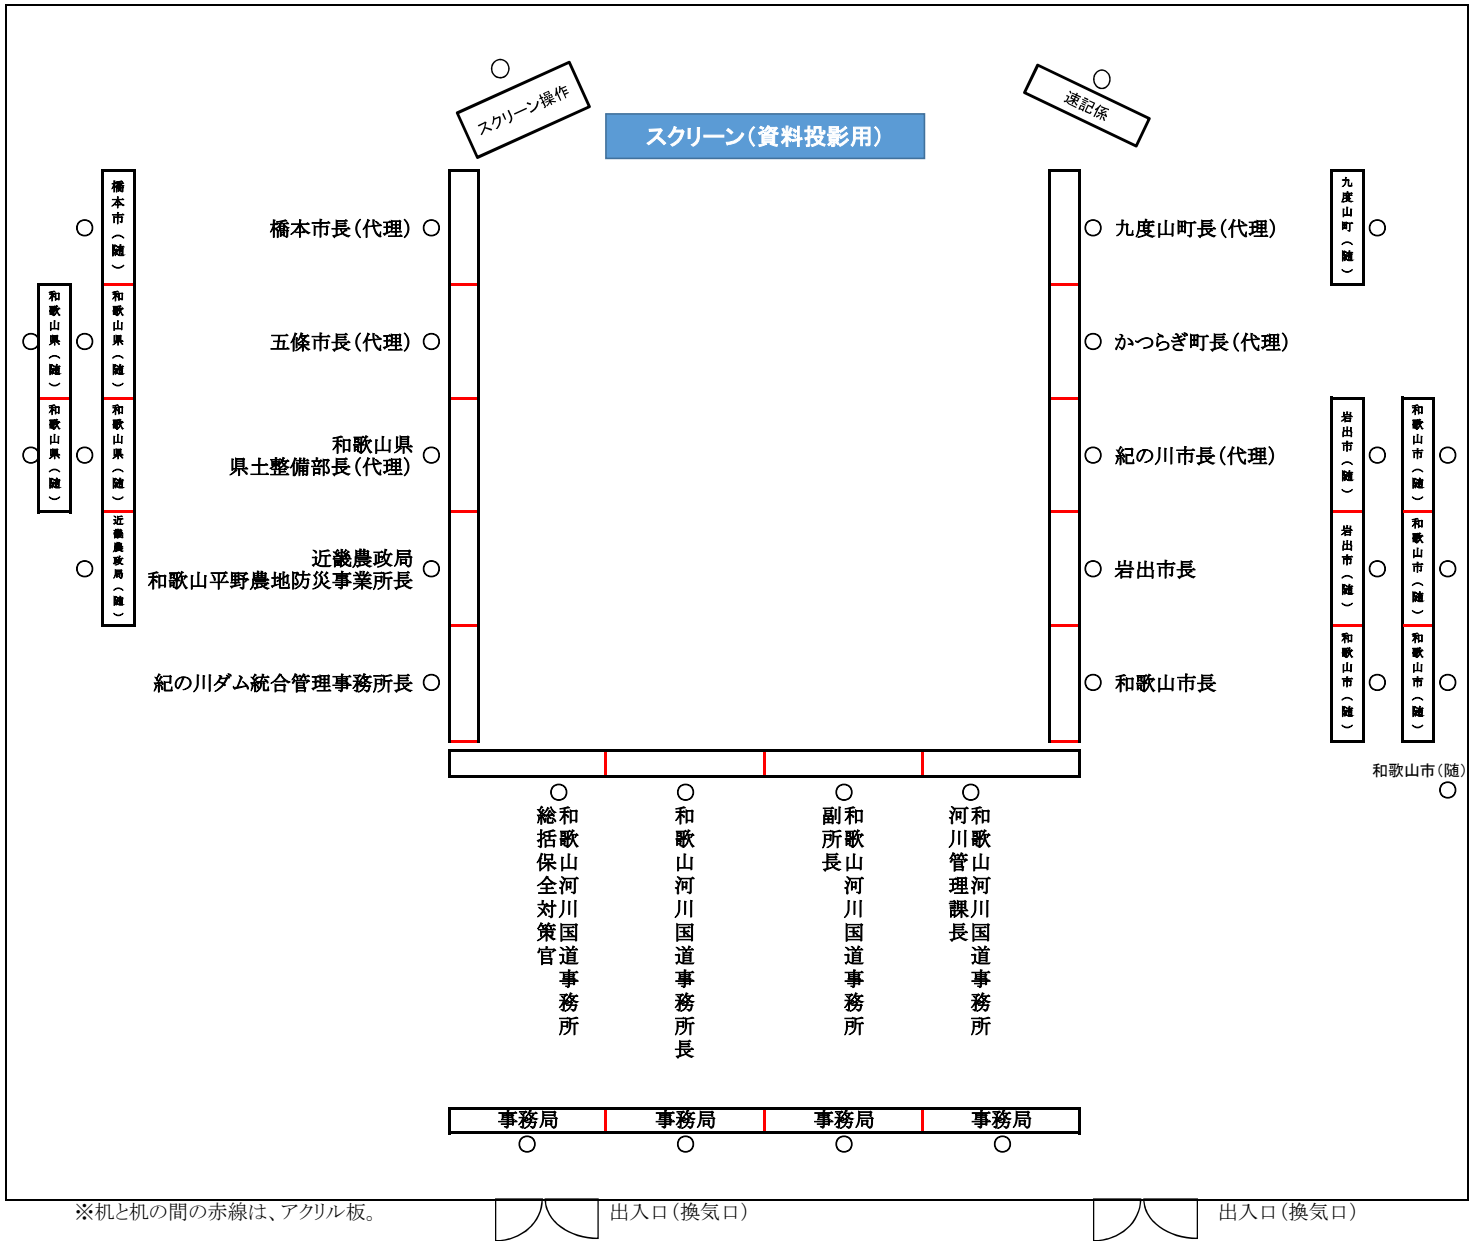 スクリーン操作
速記係
スクリーン（資料投影用）
橋本市（随）
橋本市長（代理）
九度山町長（代理）
九度山町（随）
和歌山県（随）
和歌山県（随）
五條市長（代理）
かつらぎ町長（代理）
和歌山県（随）
和歌山県（随）
和歌山県
県土整備部長（代理）
紀の川市長（代理）
岩出市（随）
和歌山市（随）
近畿農政局（随）
近畿農政局
和歌山平野農地防災事業所長
岩出市長
岩出市（随）
和歌山市（随）
紀の川ダム統合管理事務所長
和歌山市長
和歌山市（随）
和歌山市（随）
和歌山市（随）
和歌山河川国道事務所
総括保全対策官
和歌山河川国道事務所長
和歌山河川国道事務所
副所長
和歌山河川国道事務所
河川管理課長
事務局
事務局
事務局
事務局
※机と机の間の赤線は、アクリル板。
出入口（換気口）
出入口（換気口）